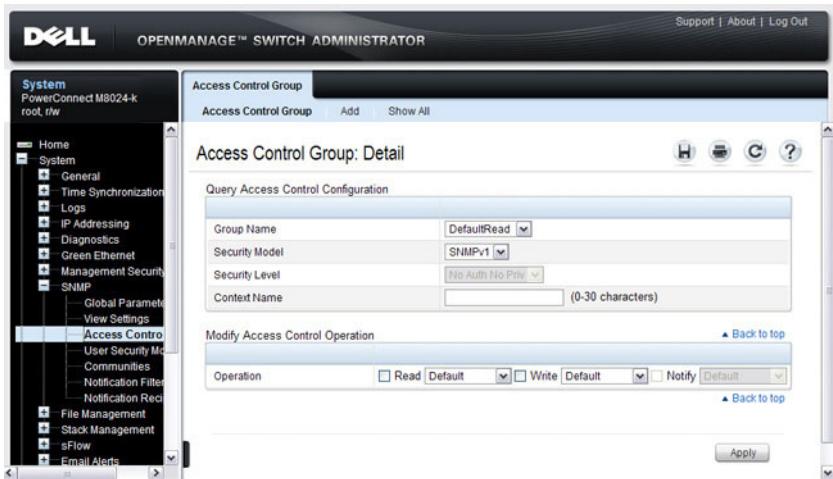 Support | About | Log Out
DELL OPENMANAGE™ SWITCH ADMINISTRATOR
System
PowerConnect M8024-k
root, r/w
Home
System
General
Time Synchronization
Logs
IP Addressing
Diagnostics
Green Ethernet
Management Security
SNMP
Global Paramete
View Settings
Access Contro
User Security Mo
Communities
Notification Filter
Notification Reci
File Management
Stack Management
sFlow
Email Alerts
Access Control Group
Access Control Group Add Show All
Access Control Group: Detail
Query Access Control Configuration
Group Name DefaultRead
Security Model SNMPv1
Security Level No Auth No Priv
Context Name (0-30 characters)
Modify Access Control Operation Back to top
Operation Read Default Write Default Notify Default
Back to top
Apply